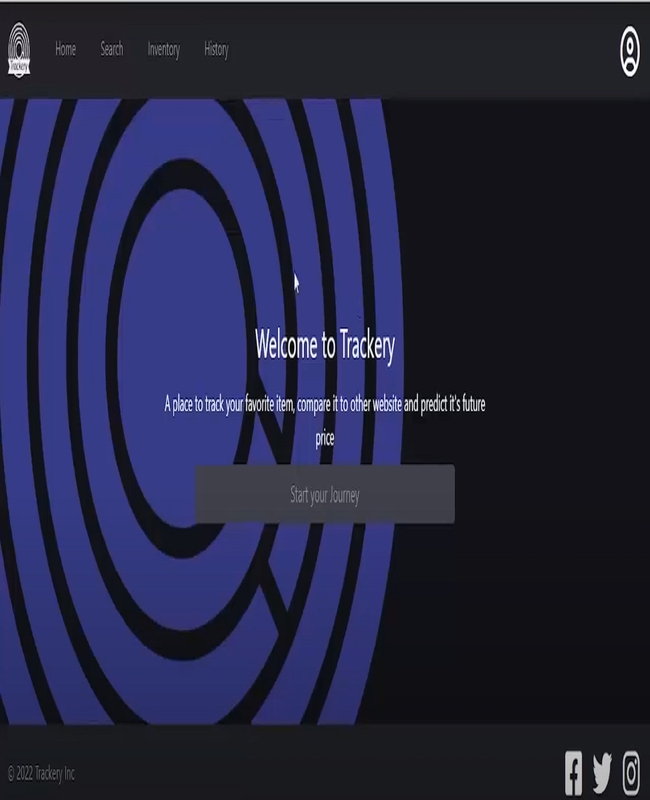 Trackery
Home Search Inventory History
Welcome to Trackery
A place to track your favorite item, compare it to other website and predict it's future
price
Start your Journey
© 2022 Trackery Inc